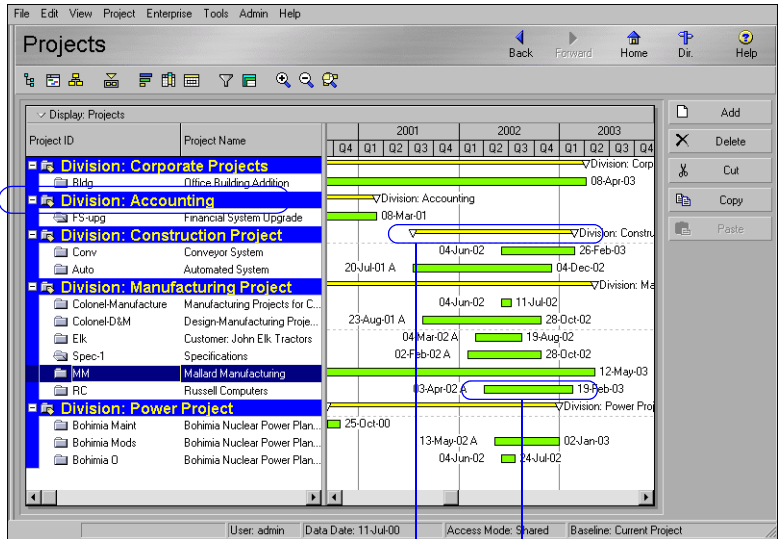 File Edit View Project Enterprise Tools Admin Help
Projects
Back Forward Home Dir. Help
Display: Projects
Project ID Project Name
2001 2002 2003
Q4 Q1 Q2 Q3 Q4 Q1 Q2 Q3 Q4 Q1 Q2 Q3 Q4
Division: Corporate Projects Division: Corp
Bldg Office Building Addition 08-Apr-03
Division: Accounting Division: Accounting
FS-upg Financial System Upgrade 08-Mar-01
Division: Construction Project Division: Constru
Conv Conveyor System 04-Jun-02 26-Feb-03
Auto Automated System 20-Jul-01 A 04-Dec-02
Division: Manufacturing Project Division: Ma
Colonel-Manufacture Manufacturing Projects for C... 04-Jun-02 11-Jul-02
Colonel-D&M Design-Manufacturing Proje... 23-Aug-01 A 28-Oct-02
Elk Customer: John Elk Tractors 04-Mar-02 A 19-Aug-02
Spec-1 Specifications 02-Feb-02 A 28-Oct-02
MM Mallard Manufacturing 12-May-03
RC Russell Computers 03-Apr-02 A 19-Feb-03
Division: Power Project Division: Power Proj
Bohimia Maint Bohimia Nuclear Power Plan... 25-Oct-00
Bohimia Mods Bohimia Nuclear Power Plan... 13-May-02 A 02-Jan-03
Bohimia O Bohimia Nuclear Power Plan... 04-Jun-02 24-Jul-02
Add
Delete
Cut
Copy
Paste
User: admin Data Date: 11-Jul-00 Access Mode: Shared Baseline: Current Project